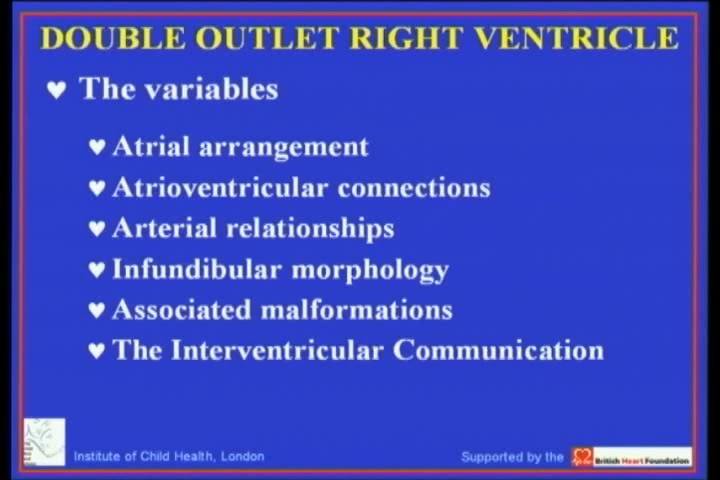 DOUBLE OUTLET RIGHT VENTRICLE
♥ The variables
♥ Atrial arrangement
♥ Atrioventricular connections
♥ Arterial relationships
♥ Infundibular morphology
♥ Associated malformations
♥ The Interventricular Communication
Institute of Child Health, London
Supported by the
British Heart Foundation